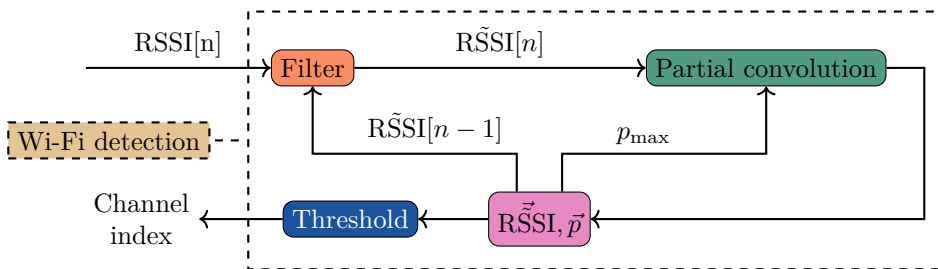 RSSI[n]
RS̃SI[n]
Filter
Partial convolution
RS̃SI[n − 1]
p_max
Wi-Fi detection
Channel
index
Threshold
RS̃⃗SI, p⃗